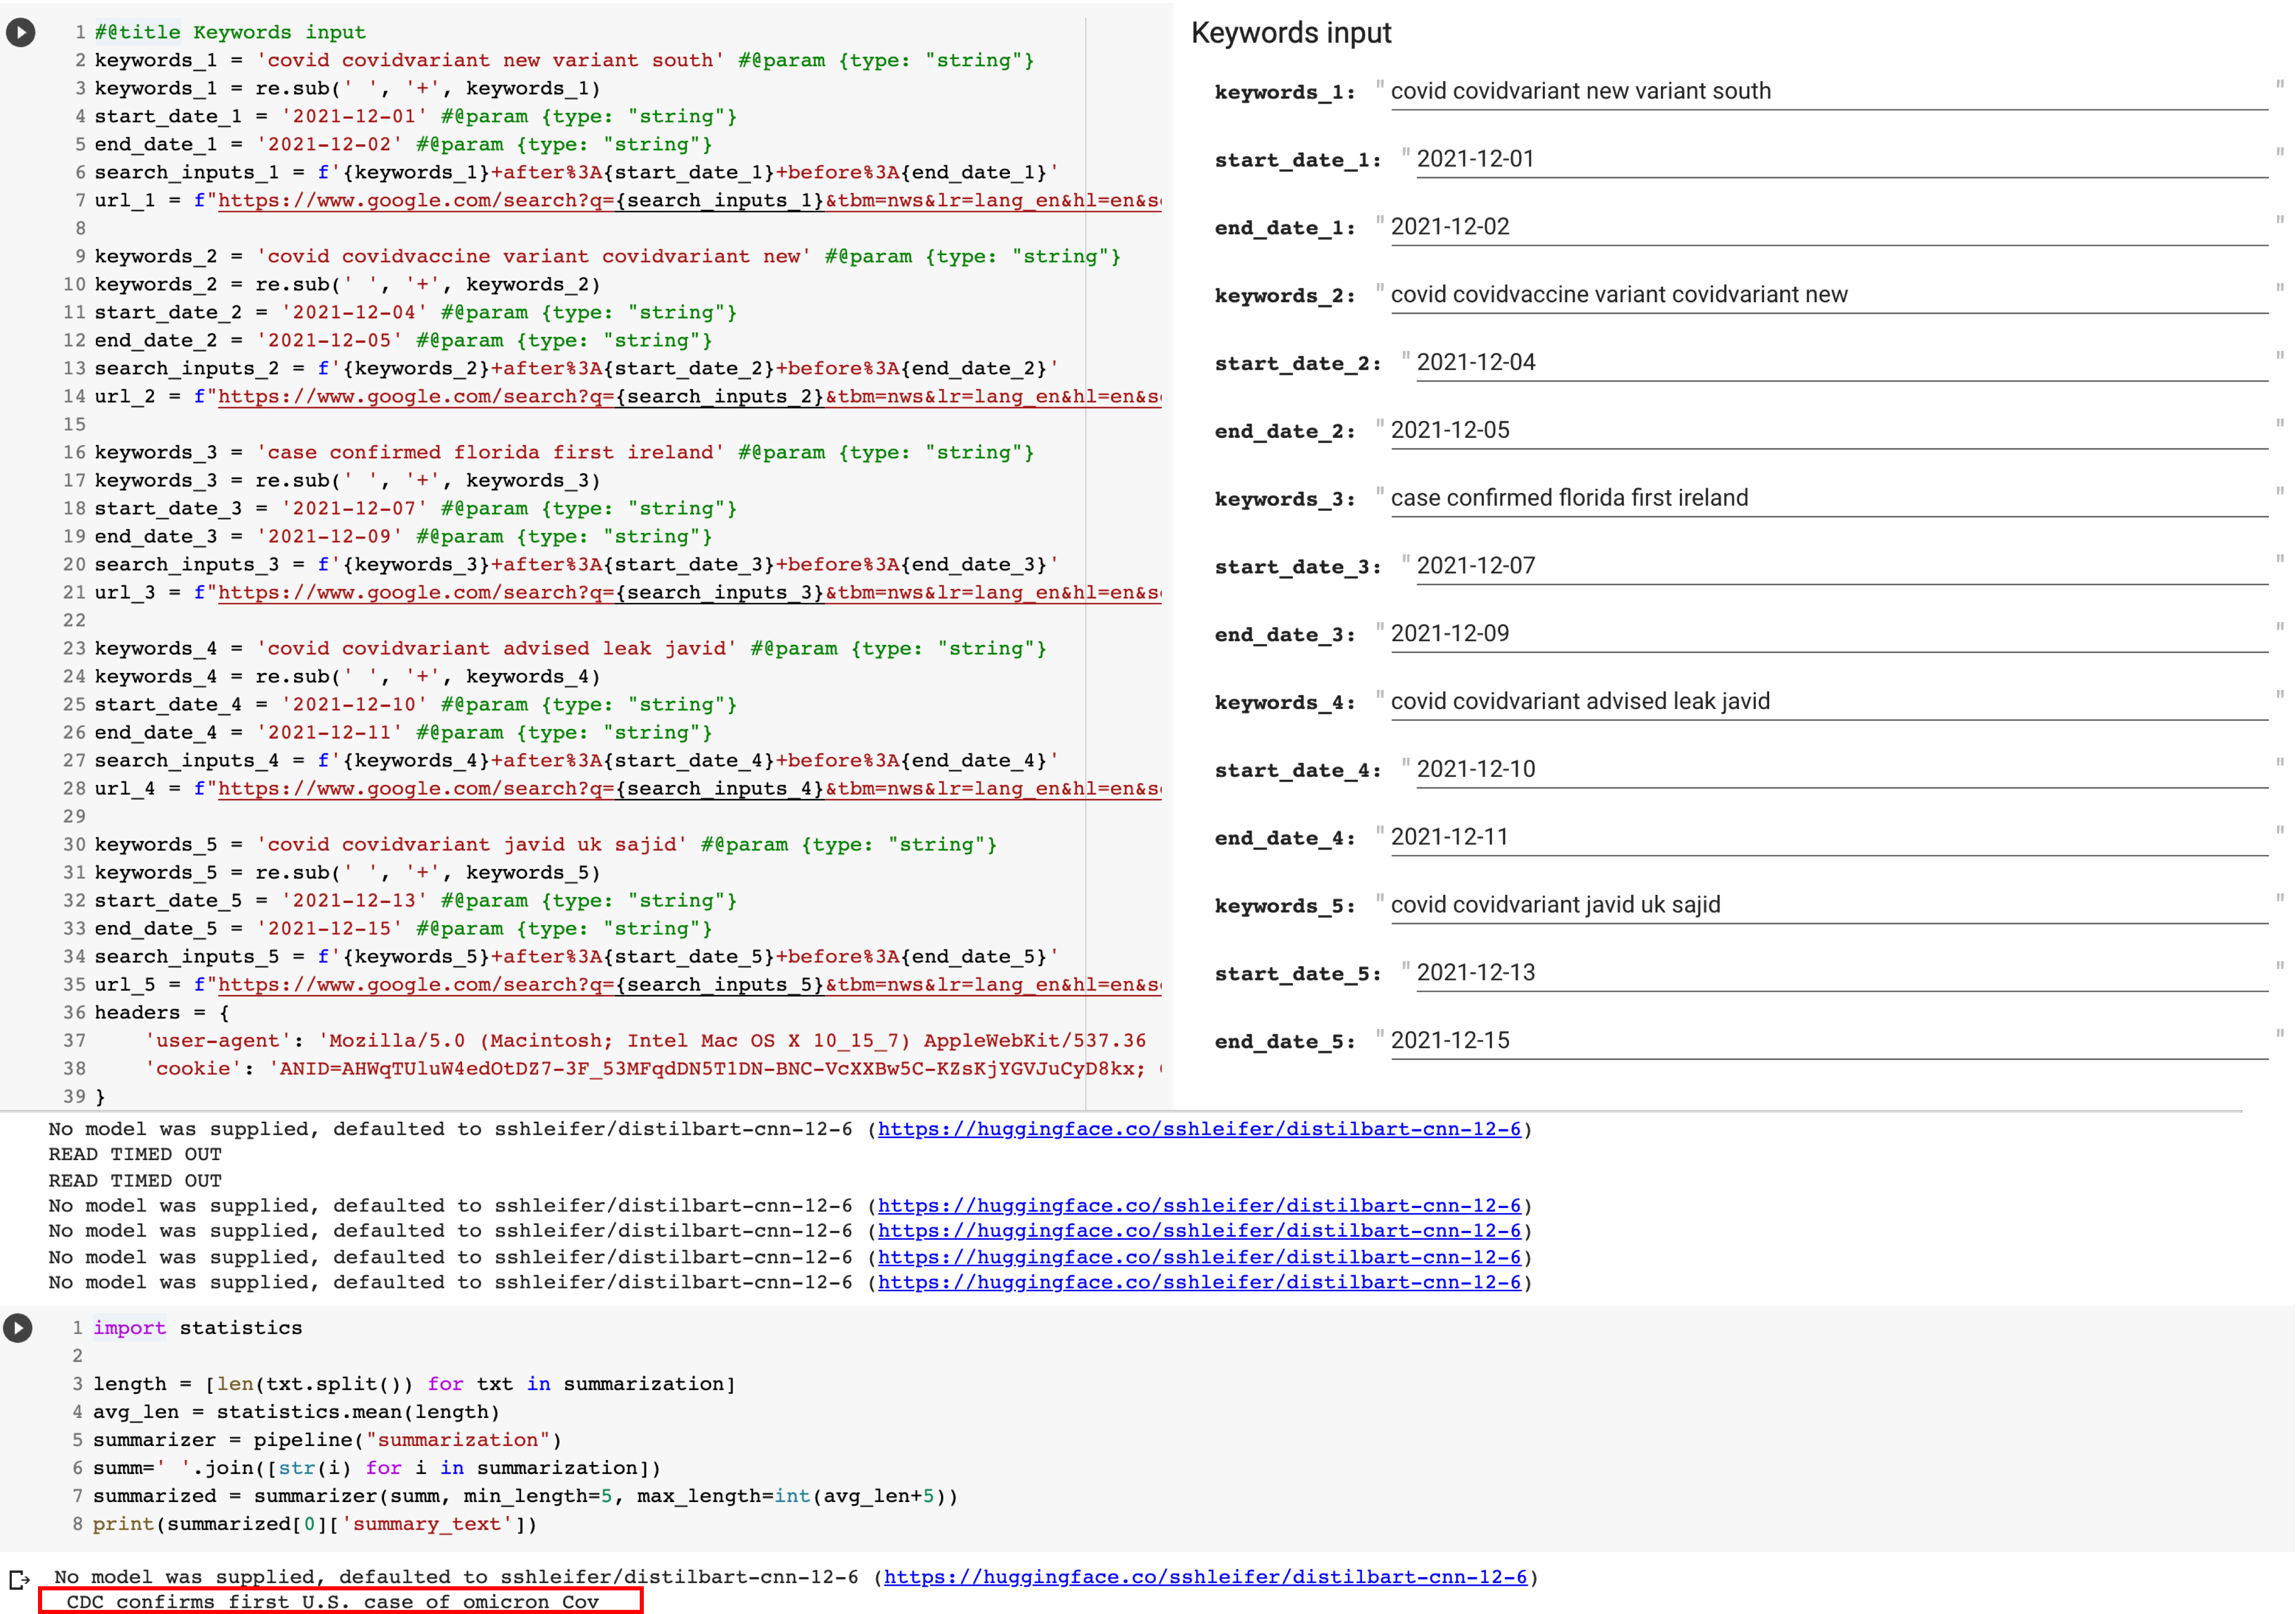 1 #@title Keywords input
2 keywords_1 = 'covid covidvariant new variant south' #@param {type: "string"}
3 keywords_1 = re.sub(' ', '+', keywords_1)
4 start_date_1 = '2021-12-01' #@param {type: "string"}
5 end_date_1 = '2021-12-02' #@param {type: "string"}
6 search_inputs_1 = f'{keywords_1}+after%3A{start_date_1}+before%3A{end_date_1}'
7 url_1 = f"https://www.google.com/search?q={search_inputs_1}&tbm=nws&lr=lang_en&hl=en&s
8
9 keywords_2 = 'covid covidvaccine variant covidvariant new' #@param {type: "string"}
10 keywords_2 = re.sub(' ', '+', keywords_2)
11 start_date_2 = '2021-12-04' #@param {type: "string"}
12 end_date_2 = '2021-12-05' #@param {type: "string"}
13 search_inputs_2 = f'{keywords_2}+after%3A{start_date_2}+before%3A{end_date_2}'
14 url_2 = f"https://www.google.com/search?q={search_inputs_2}&tbm=nws&lr=lang_en&hl=en&s
15
16 keywords_3 = 'case confirmed florida first ireland' #@param {type: "string"}
17 keywords_3 = re.sub(' ', '+', keywords_3)
18 start_date_3 = '2021-12-07' #@param {type: "string"}
19 end_date_3 = '2021-12-09' #@param {type: "string"}
20 search_inputs_3 = f'{keywords_3}+after%3A{start_date_3}+before%3A{end_date_3}'
21 url_3 = f"https://www.google.com/search?q={search_inputs_3}&tbm=nws&lr=lang_en&hl=en&s
22
23 keywords_4 = 'covid covidvariant advised leak javid' #@param {type: "string"}
24 keywords_4 = re.sub(' ', '+', keywords_4)
25 start_date_4 = '2021-12-10' #@param {type: "string"}
26 end_date_4 = '2021-12-11' #@param {type: "string"}
27 search_inputs_4 = f'{keywords_4}+after%3A{start_date_4}+before%3A{end_date_4}'
28 url_4 = f"https://www.google.com/search?q={search_inputs_4}&tbm=nws&lr=lang_en&hl=en&s
29
30 keywords_5 = 'covid covidvariant javid uk sajid' #@param {type: "string"}
31 keywords_5 = re.sub(' ', '+', keywords_5)
32 start_date_5 = '2021-12-13' #@param {type: "string"}
33 end_date_5 = '2021-12-15' #@param {type: "string"}
34 search_inputs_5 = f'{keywords_5}+after%3A{start_date_5}+before%3A{end_date_5}'
35 url_5 = f"https://www.google.com/search?q={search_inputs_5}&tbm=nws&lr=lang_en&hl=en&s
36 headers = {
37 'user-agent': 'Mozilla/5.0 (Macintosh; Intel Mac OS X 10_15_7) AppleWebKit/537.36
38 'cookie': 'ANID=AHWqTUluW4edOtDZ7-3F_53MFqdDN5T1DN-BNC-VcXXBw5C-KZsKjYGVJuCyD8kx;
39 }
Keywords input
keywords_1: " covid covidvariant new variant south "
start_date_1: " 2021-12-01 "
end_date_1: " 2021-12-02 "
keywords_2: " covid covidvaccine variant covidvariant new "
start_date_2: " 2021-12-04 "
end_date_2: " 2021-12-05 "
keywords_3: " case confirmed florida first ireland "
start_date_3: " 2021-12-07 "
end_date_3: " 2021-12-09 "
keywords_4: " covid covidvariant advised leak javid "
start_date_4: " 2021-12-10 "
end_date_4: " 2021-12-11 "
keywords_5: " covid covidvariant javid uk sajid "
start_date_5: " 2021-12-13 "
end_date_5: " 2021-12-15 "
No model was supplied, defaulted to sshleifer/distilbart-cnn-12-6 (https://huggingface.co/sshleifer/distilbart-cnn-12-6)
READ TIMED OUT
READ TIMED OUT
No model was supplied, defaulted to sshleifer/distilbart-cnn-12-6 (https://huggingface.co/sshleifer/distilbart-cnn-12-6)
No model was supplied, defaulted to sshleifer/distilbart-cnn-12-6 (https://huggingface.co/sshleifer/distilbart-cnn-12-6)
No model was supplied, defaulted to sshleifer/distilbart-cnn-12-6 (https://huggingface.co/sshleifer/distilbart-cnn-12-6)
No model was supplied, defaulted to sshleifer/distilbart-cnn-12-6 (https://huggingface.co/sshleifer/distilbart-cnn-12-6)
1 import statistics
2
3 length = [len(txt.split()) for txt in summarization]
4 avg_len = statistics.mean(length)
5 summarizer = pipeline("summarization")
6 summ=' '.join([str(i) for i in summarization])
7 summarized = summarizer(summ, min_length=5, max_length=int(avg_len+5))
8 print(summarized[0]['summary_text'])
No model was supplied, defaulted to sshleifer/distilbart-cnn-12-6 (https://huggingface.co/sshleifer/distilbart-cnn-12-6)
CDC confirms first U.S. case of omicron Cov